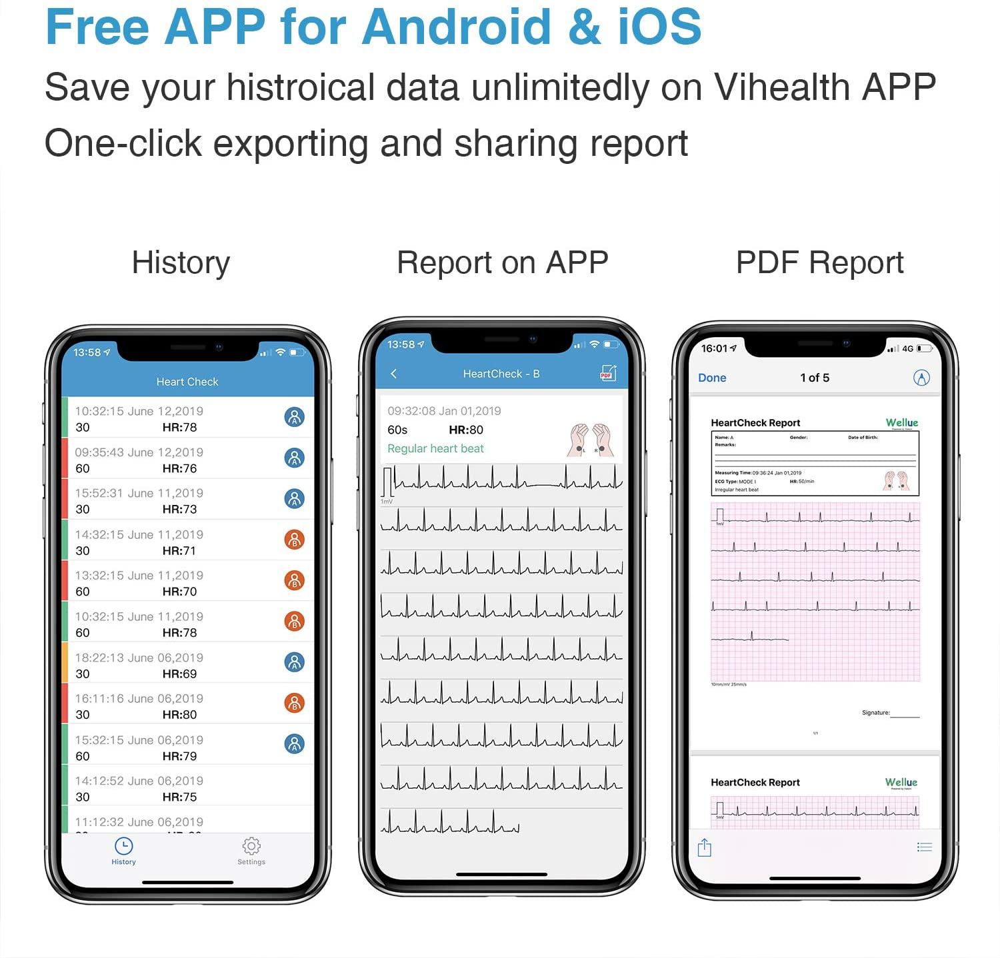 Free APP for Android & iOS
Save your histroical data unlimitedly on Vihealth APP
One-click exporting and sharing report
History
Report on APP
PDF Report
13:58
Heart Check
10:32:15 June 12,2019
30 HR:78
A
09:35:43 June 12,2019
60 HR:76
A
15:52:31 June 11,2019
30 HR:73
A
14:32:15 June 11,2019
30 HR:71
B
13:32:15 June 11,2019
60 HR:70
B
10:32:15 June 11,2019
60 HR:78
B
18:22:13 June 06,2019
30 HR:69
A
16:11:16 June 06,2019
30 HR:80
B
15:32:15 June 06,2019
60 HR:79
A
14:12:52 June 06,2019
30 HR:75
11:12:32 June 06,2019
History
Settings
13:58
HeartCheck - B
PDF
09:32:08 Jan 01,2019
60s HR:80
Regular heart beat
L R
1mV
16:01 4G
Done 1 of 5
HeartCheck Report
Wellue
Name: A Gender: Date of Birth:
Remarks:
Measuring Time: 09:36:24 Jan 01,2019
ECG Type: MODE I HR: 50/min
Irregular heart beat
1mV
10mm/mV 25mm/s
Signature:
1/1
HeartCheck Report
Wellue
1mV